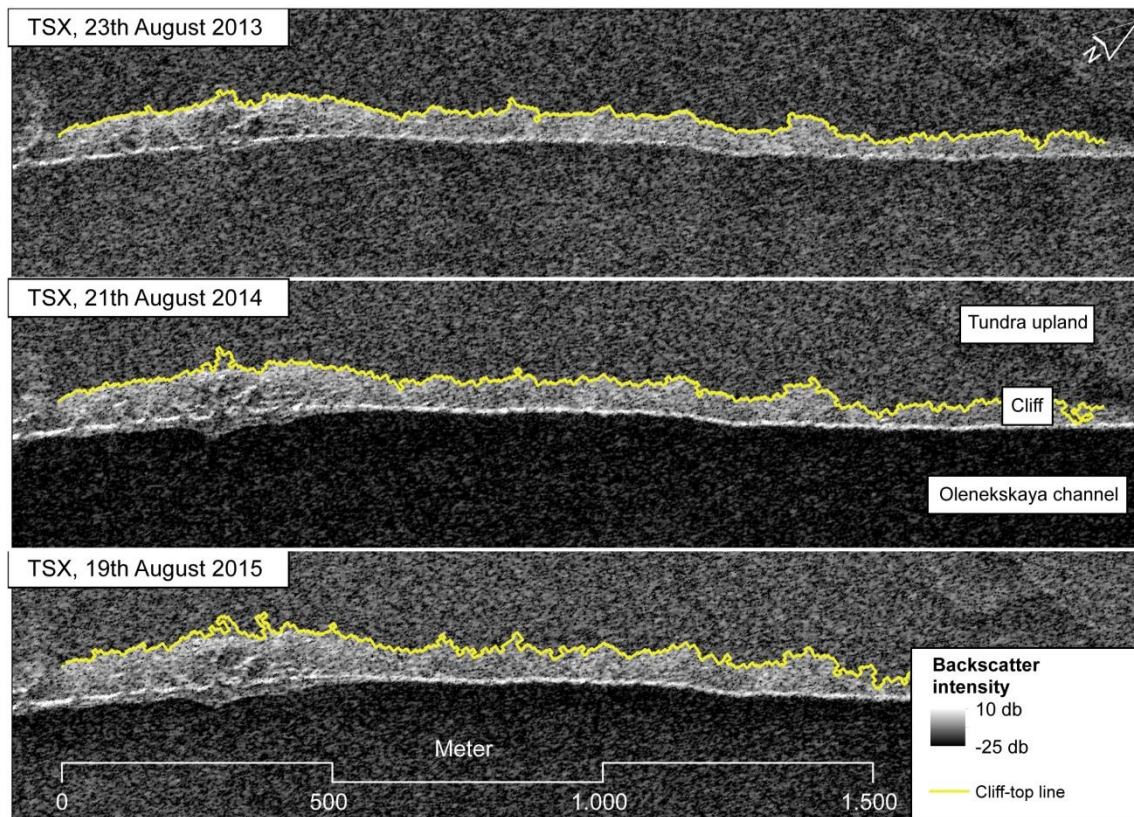 TSX, 23th August 2013
N
TSX, 21th August 2014
Tundra upland
Cliff
Olenekskaya channel
TSX, 19th August 2015
Meter
0
500
1.000
1.500
Backscatter
intensity
10 db
-25 db
Cliff-top line